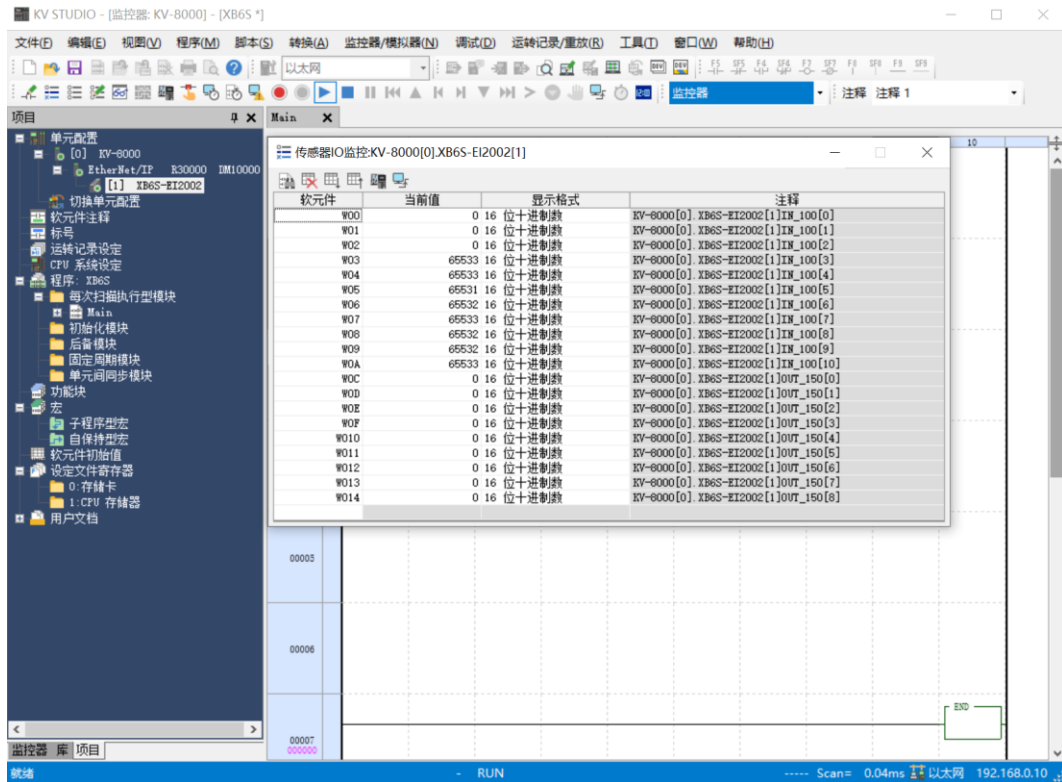 KV STUDIO - [监控器: KV-8000] - [XB6S *]
文件(F) 编辑(E) 视图(V) 程序(M) 脚本(S) 转换(A) 监控器/模拟器(N) 调试(D) 运转记录/重放(R) 工具(T) 窗口(W) 帮助(H)
以太网
监控器 注释 注释 1
项目
Main
单元配置
[0] KV-8000
EtherNet/IP R30000 DM10000
[1] XB6S-EI2002
切换单元配置
软元件注释
标号
运转记录设定
CPU 系统设定
程序: XB6S
每次扫描执行型模块
Main
初始化模块
后备模块
固定周期模块
单元间同步模块
功能块
宏
子程序型宏
自保持型宏
软元件初始值
设定文件寄存器
0:存储卡
1:CPU 存储器
用户文档
监控器 库 项目
10
传感器IO监控:KV-8000[0].XB6S-EI2002[1]
软元件 当前值 显示格式 注释
W00 0 16 位十进制数 KV-8000[0].XB6S-EI2002[1]IN_100[0]
W01 0 16 位十进制数 KV-8000[0].XB6S-EI2002[1]IN_100[1]
W02 0 16 位十进制数 KV-8000[0].XB6S-EI2002[1]IN_100[2]
W03 65533 16 位十进制数 KV-8000[0].XB6S-EI2002[1]IN_100[3]
W04 65533 16 位十进制数 KV-8000[0].XB6S-EI2002[1]IN_100[4]
W05 65531 16 位十进制数 KV-8000[0].XB6S-EI2002[1]IN_100[5]
W06 65532 16 位十进制数 KV-8000[0].XB6S-EI2002[1]IN_100[6]
W07 65533 16 位十进制数 KV-8000[0].XB6S-EI2002[1]IN_100[7]
W08 65532 16 位十进制数 KV-8000[0].XB6S-EI2002[1]IN_100[8]
W09 65532 16 位十进制数 KV-8000[0].XB6S-EI2002[1]IN_100[9]
W0A 65533 16 位十进制数 KV-8000[0].XB6S-EI2002[1]IN_100[10]
W0C 0 16 位十进制数 KV-8000[0].XB6S-EI2002[1]OUT_150[0]
W0D 0 16 位十进制数 KV-8000[0].XB6S-EI2002[1]OUT_150[1]
W0E 0 16 位十进制数 KV-8000[0].XB6S-EI2002[1]OUT_150[2]
W0F 0 16 位十进制数 KV-8000[0].XB6S-EI2002[1]OUT_150[3]
W010 0 16 位十进制数 KV-8000[0].XB6S-EI2002[1]OUT_150[4]
W011 0 16 位十进制数 KV-8000[0].XB6S-EI2002[1]OUT_150[5]
W012 0 16 位十进制数 KV-8000[0].XB6S-EI2002[1]OUT_150[6]
W013 0 16 位十进制数 KV-8000[0].XB6S-EI2002[1]OUT_150[7]
W014 0 16 位十进制数 KV-8000[0].XB6S-EI2002[1]OUT_150[8]
00005
00006
END
00007
000000
就绪 - RUN ----- Scan= 0.04ms 以太网 192.168.0.10